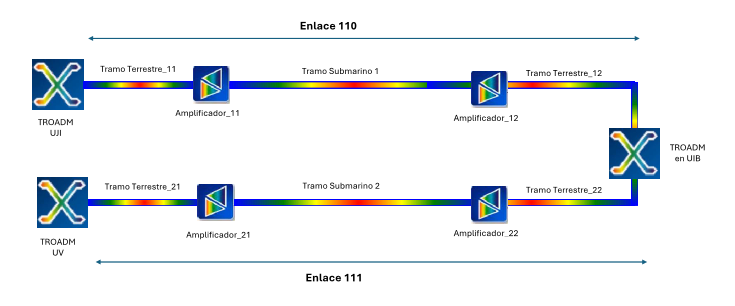 Enlace 110
Tramo Terrestre_11
Tramo Submarino 1
Tramo Terrestre_12
Amplificador_11
Amplificador_12
TROADM
UJI
TROADM
en UIB
Tramo Terrestre_21
Tramo Submarino 2
Tramo Terrestre_22
Amplificador_21
Amplificador_22
TROADM
UV
Enlace 111